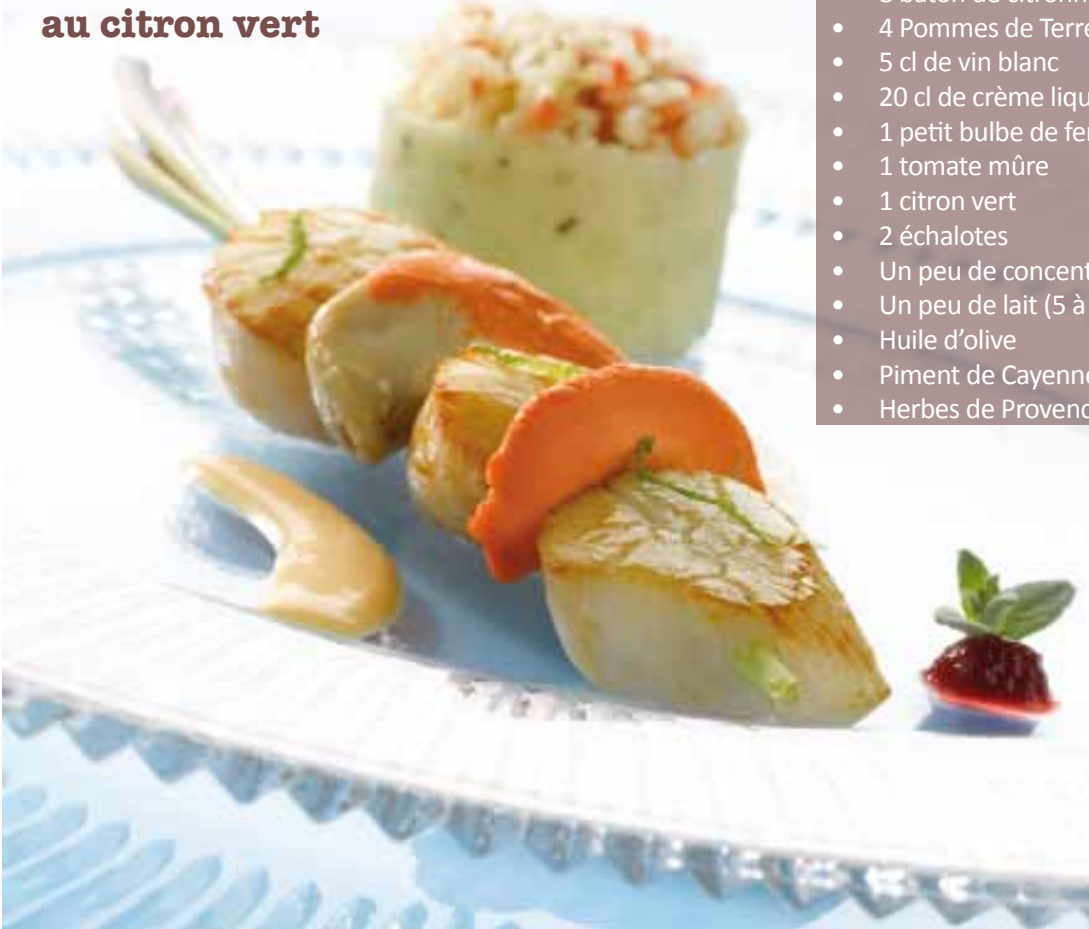 au citron vert
• 4 Pommes de Terre
• 5 cl de vin blanc
• 20 cl de crème liqu
• 1 petit bulbe de fe
• 1 tomate mûre
• 1 citron vert
• 2 échalotes
• Un peu de concent
• Un peu de lait (5 à
• Huile d’olive
• Piment de Cayenne
• Herbes de Provenc